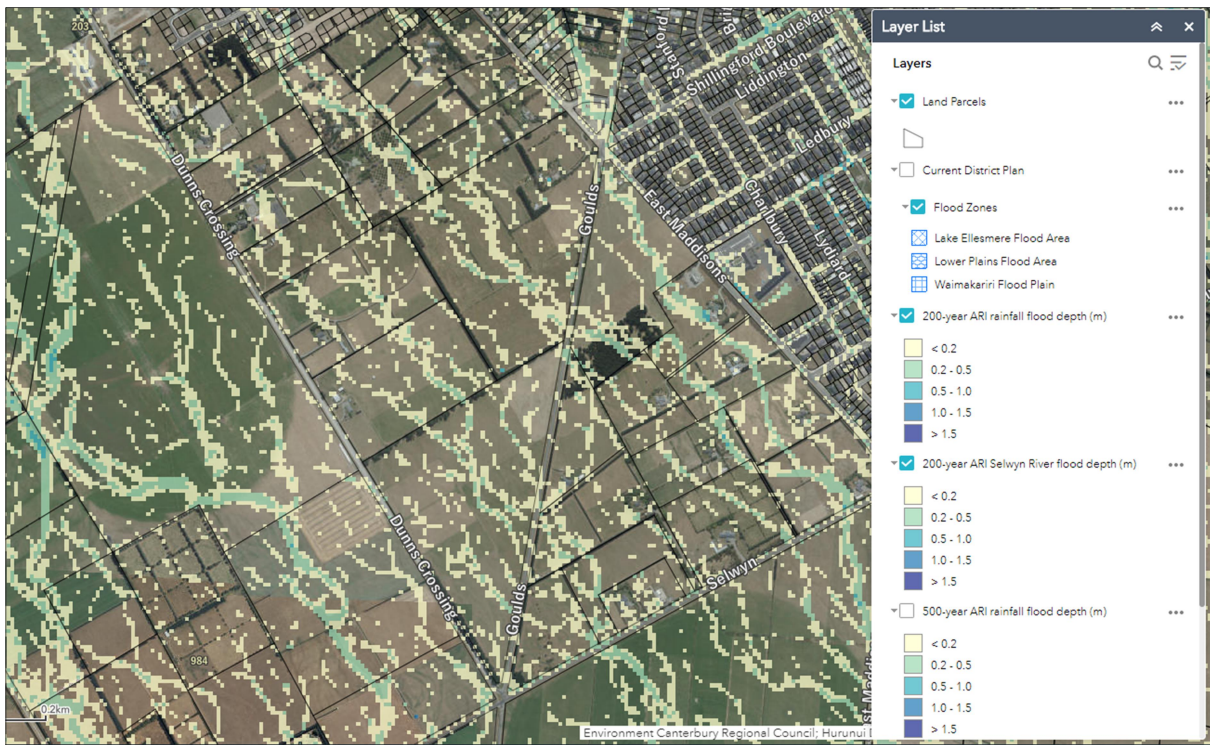 203
Dunns Crossing
Goulds
Shillingford Boulevard
Liddington
Ledbury
East Maddisons
Charlbury
Lydiard
Dunns Crossing
Goulds
Selwyn
984
0.2km
Environment Canterbury Regional Council; Hurunui D
Layer List
Layers
Land Parcels
Current District Plan
Flood Zones
Lake Ellesmere Flood Area
Lower Plains Flood Area
Waimakariri Flood Plain
200-year ARI rainfall flood depth (m)
< 0.2
0.2 - 0.5
0.5 - 1.0
1.0 - 1.5
> 1.5
200-year ARI Selwyn River flood depth (m)
< 0.2
0.2 - 0.5
0.5 - 1.0
1.0 - 1.5
> 1.5
500-year ARI rainfall flood depth (m)
< 0.2
0.2 - 0.5
0.5 - 1.0
1.0 - 1.5
> 1.5